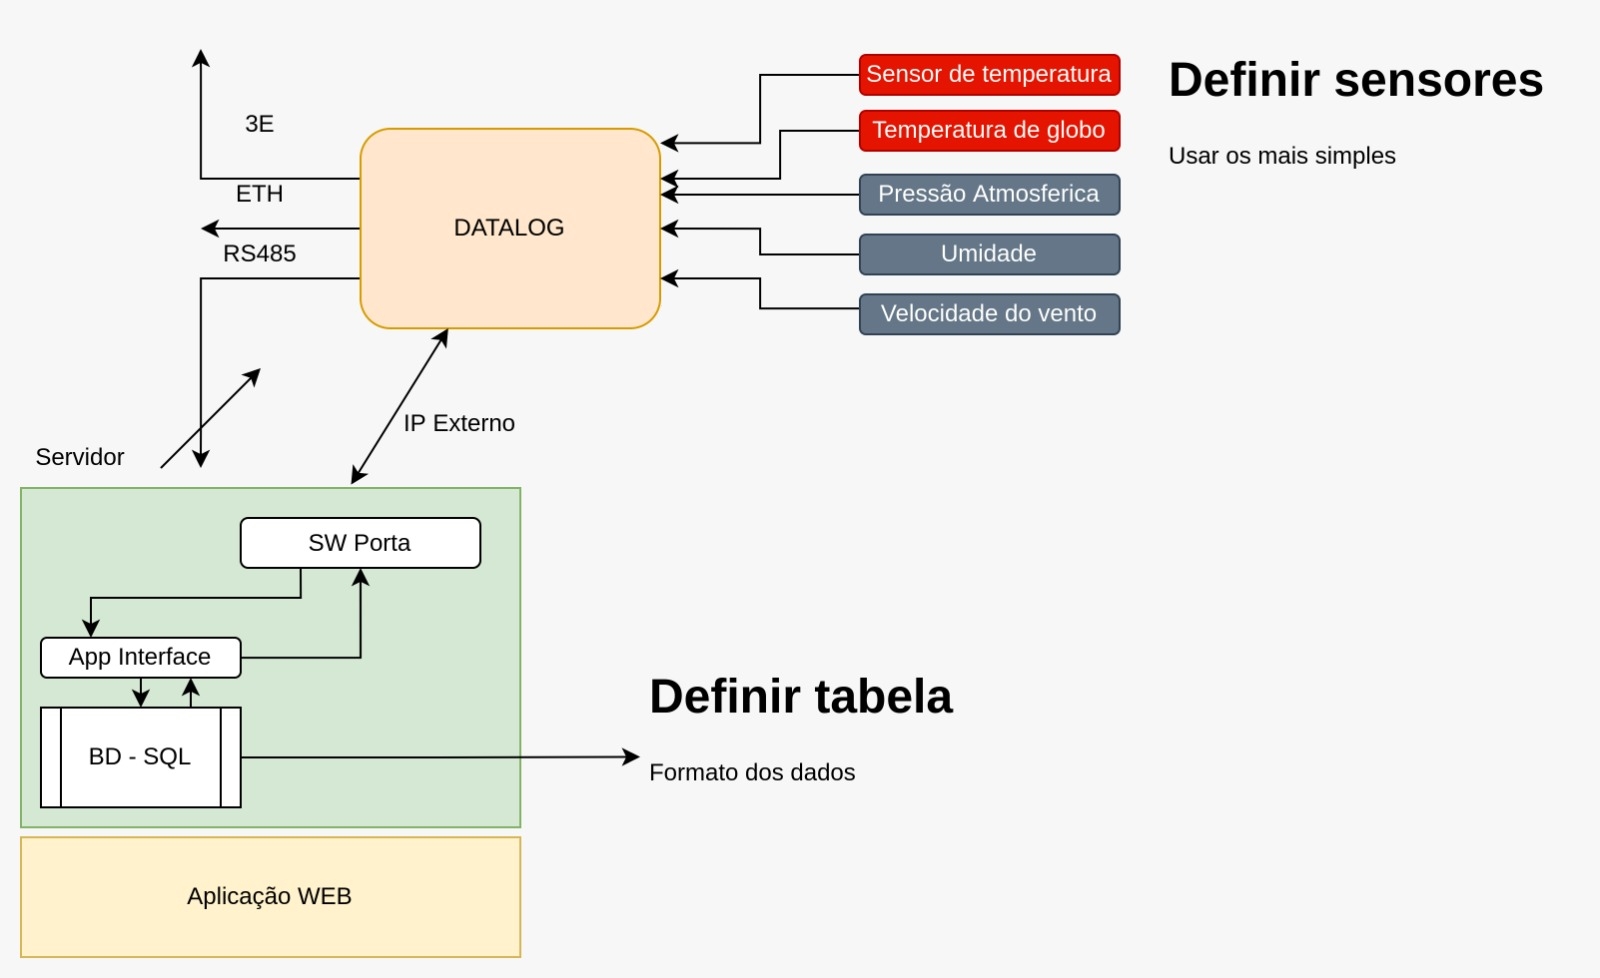 Sensor de temperatura
Definir sensores
3E
Temperatura de globo
Usar os mais simples
ETH
Pressão Atmosferica
DATALOG
RS485
Umidade
Velocidade do vento
IP Externo
Servidor
SW Porta
App Interface
Definir tabela
BD - SQL
Formato dos dados
Aplicação WEB